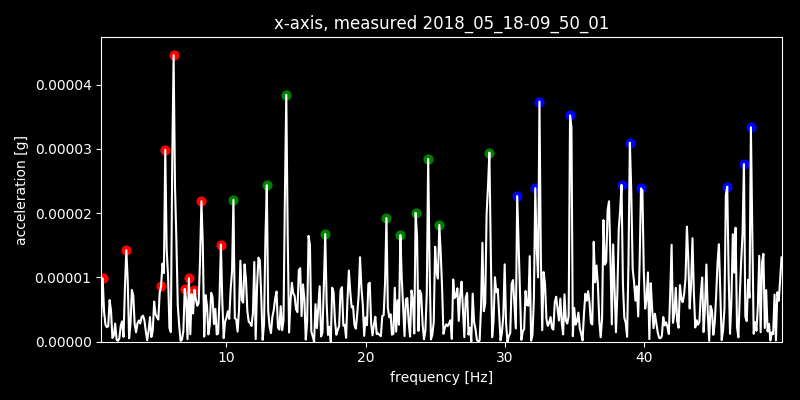 x-axis, measured 2018_05_18-09_50_01
acceleration [g]
0.00004
0.00003
0.00002
0.00001
0.00000
10 20 30 40
frequency [Hz]